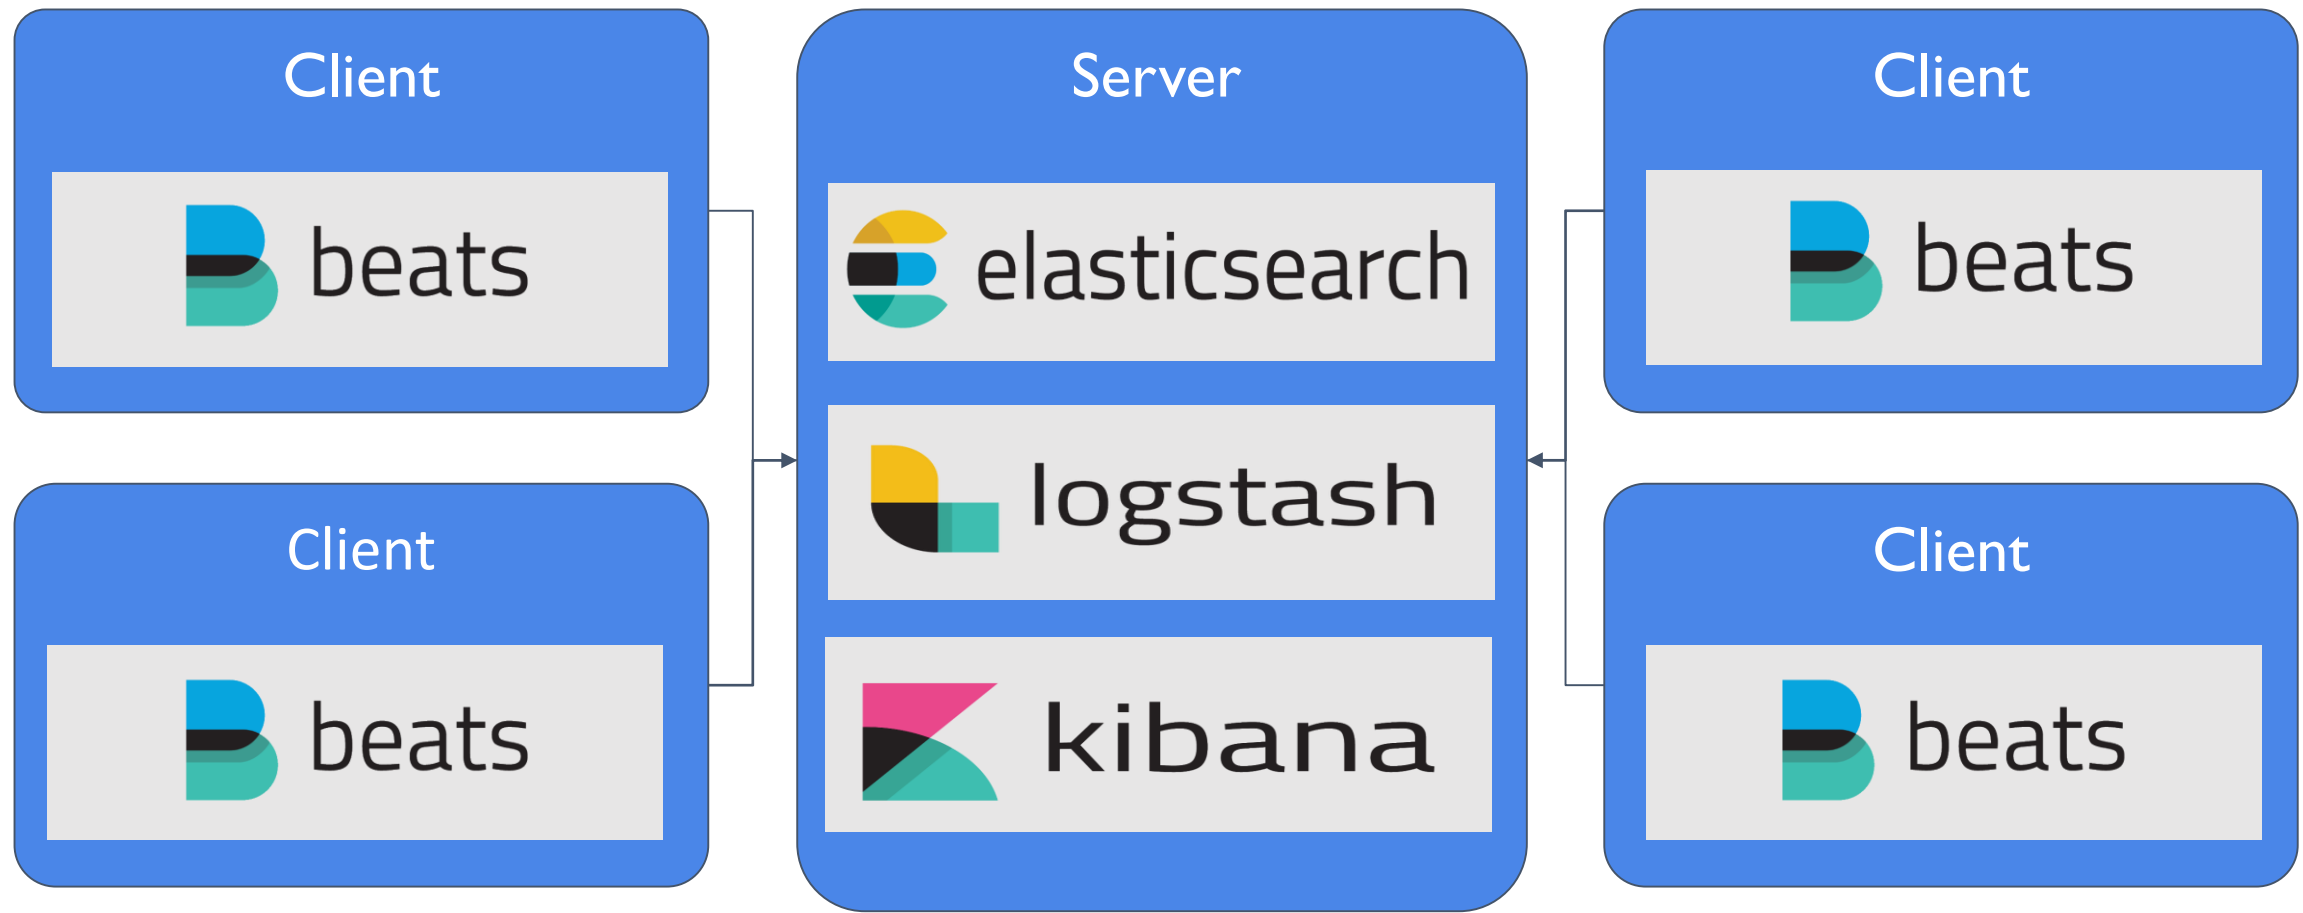 Client
beats
Client
beats
Server
elasticsearch
logstash
kibana
Client
beats
Client
beats